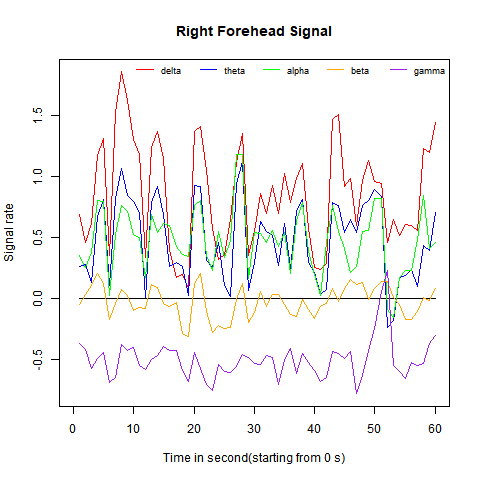 Right Forehead Signal
delta theta alpha beta gamma
1.5
1.0
0.5
0.0
-0.5
Signal rate
0 10 20 30 40 50 60
Time in second(starting from 0 s)